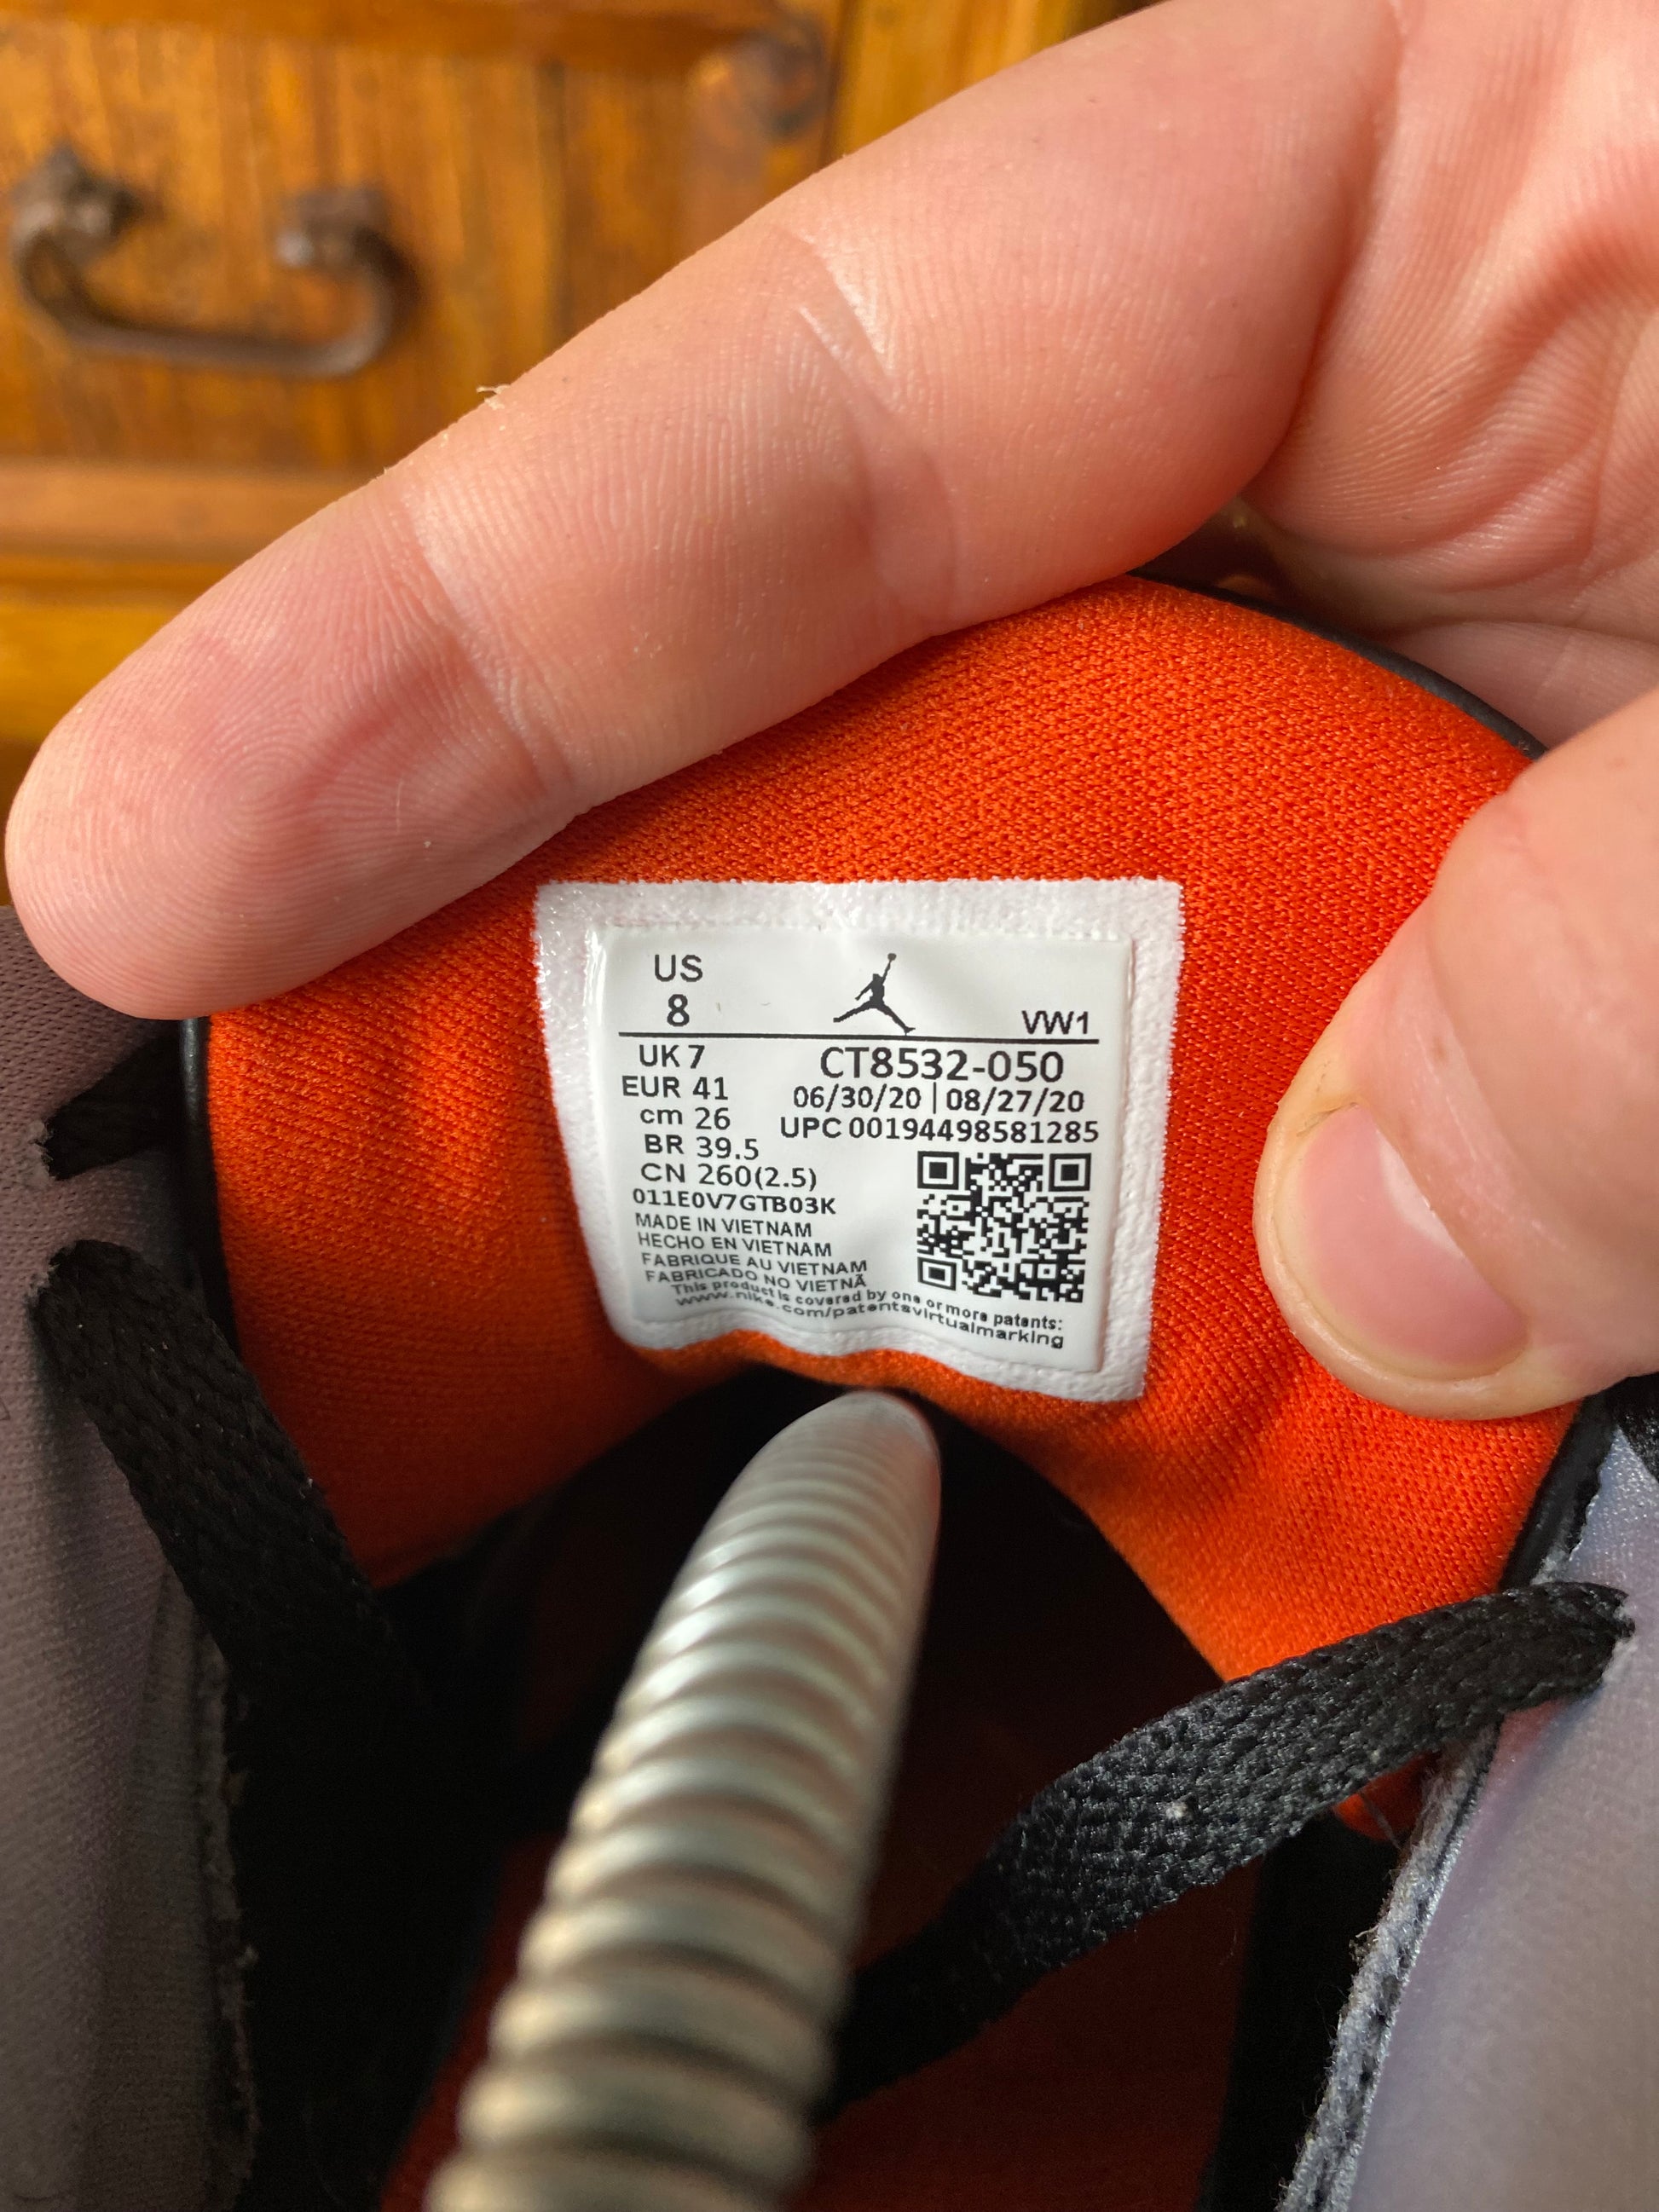 US
8
VW1
UK 7
CT8532-050
EUR 41
06/30/20 | 08/27/20
cm 26
UPC 00194498581285
BR 39.5
CN 260(2.5)
011E0V7GTB03K
MADE IN VIETNAM
HECHO EN VIETNAM
FABRIQUE AU VIETNAM
FABRICADO NO VIETNÃ
This product is covered by one or more patents:
www.nike.com/patentsvirtualmarking